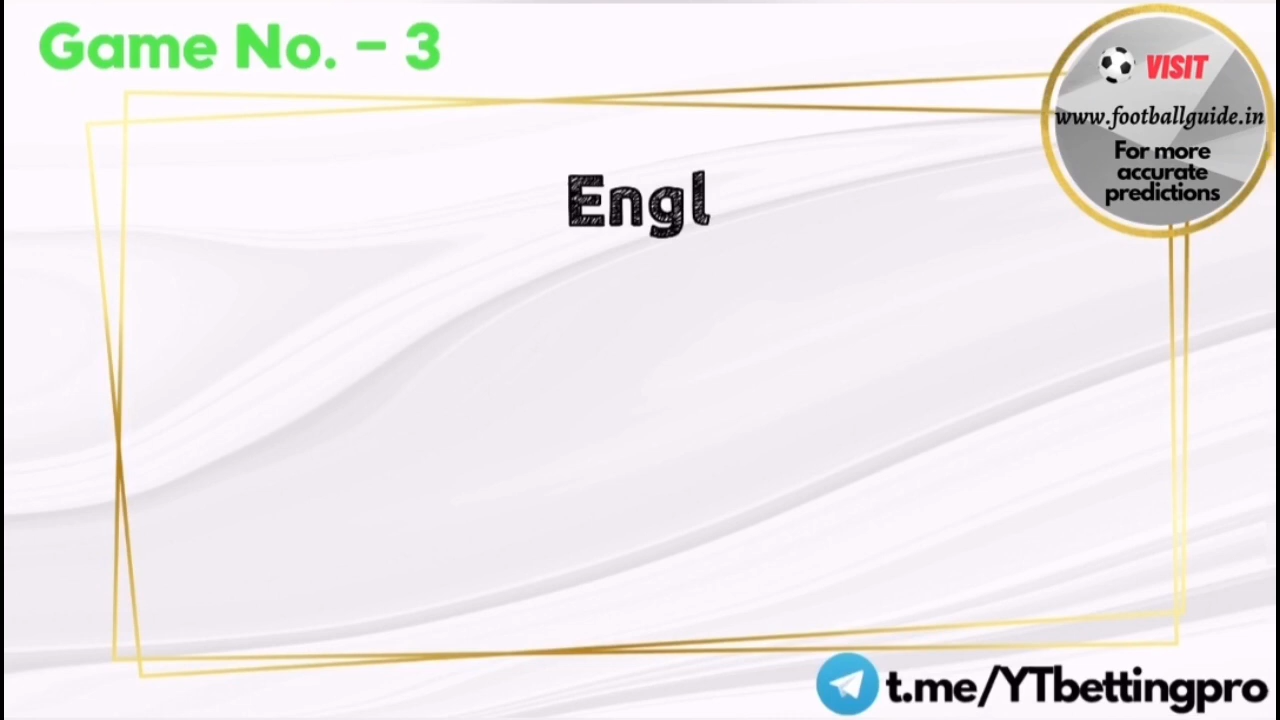 Game No. - 3
VISIT
www.footballguide.in
For more
accurate
predictions
Engl
t.me/YTbettingpro